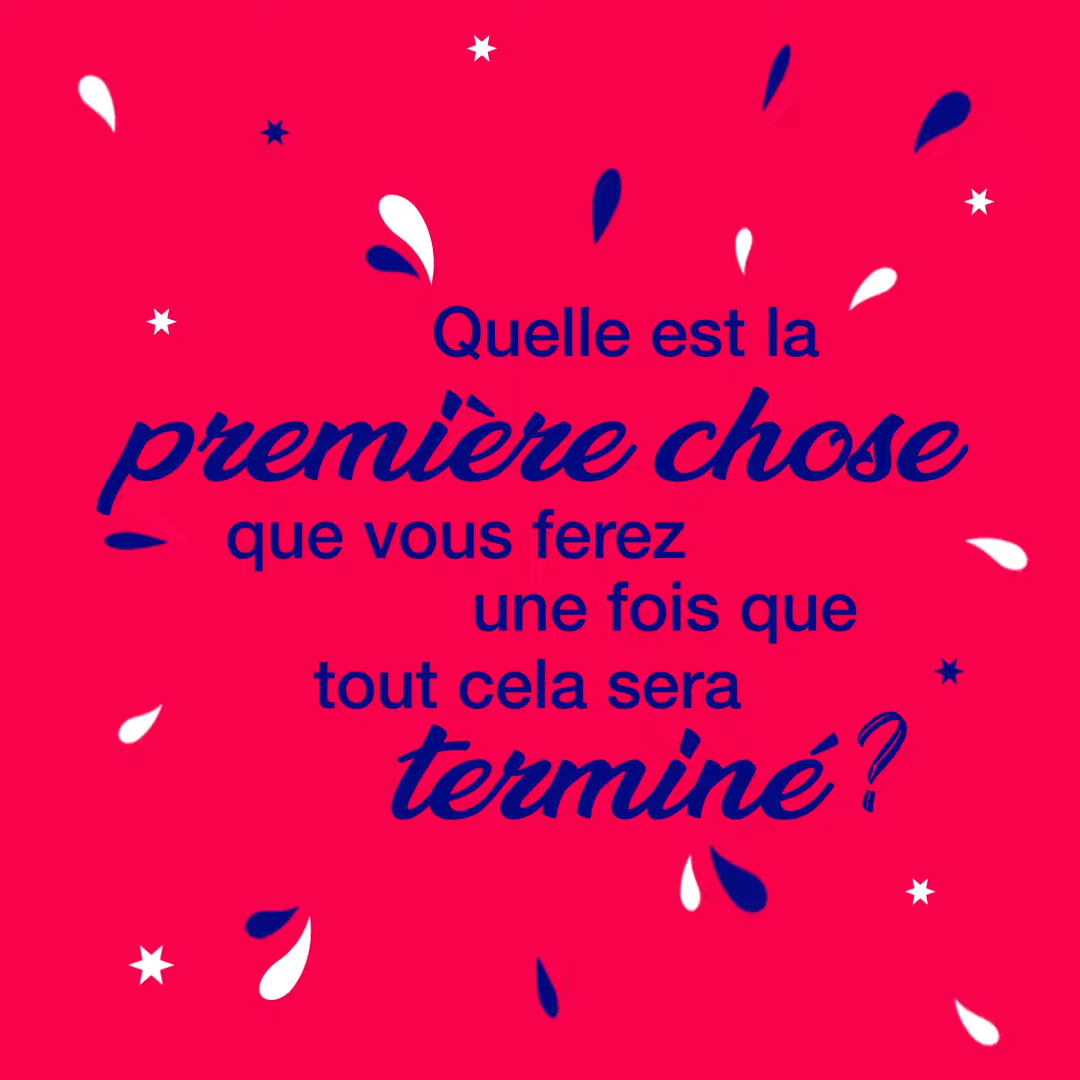 Quelle est la
première chose
que vous ferez
une fois que
tout cela sera
terminé ?